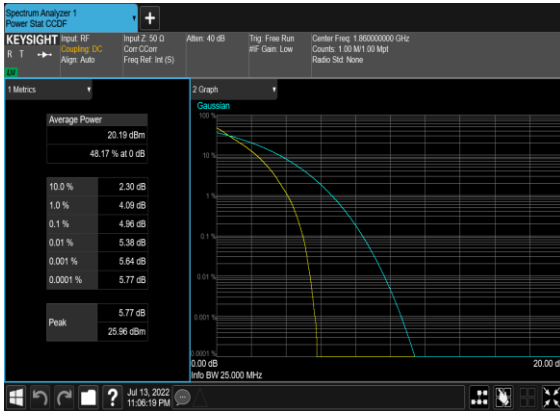 Spectrum Analyzer 1
Power Stat CCDF
+
KEYSIGHT
R T
LV
Input: RF
Coupling: DC
Align: Auto
Input Z: 50 Ω
Corr CCorr
Freq Ref: Int (S)
Atten: 40 dB
Trig: Free Run
#IF Gain: Low
Center Freq: 1.860000000 GHz
Counts: 1.00 M/1.00 Mpt
Radio Std: None
1 Metrics
Average Power
20.19 dBm
48.17 % at 0 dB
10.0 % 2.30 dB
1.0 % 4.09 dB
0.1 % 4.96 dB
0.01 % 5.38 dB
0.001 % 5.64 dB
0.0001 % 5.77 dB
Peak
5.77 dB
25.96 dBm
2 Graph
Gaussian
100 %
10 %
1 %
0.1 %
0.01 %
0.001 %
0.0001 %
0.00 dB
20.00 d
Info BW 25.000 MHz
?
Jul 13, 2022
11:06:19 PM